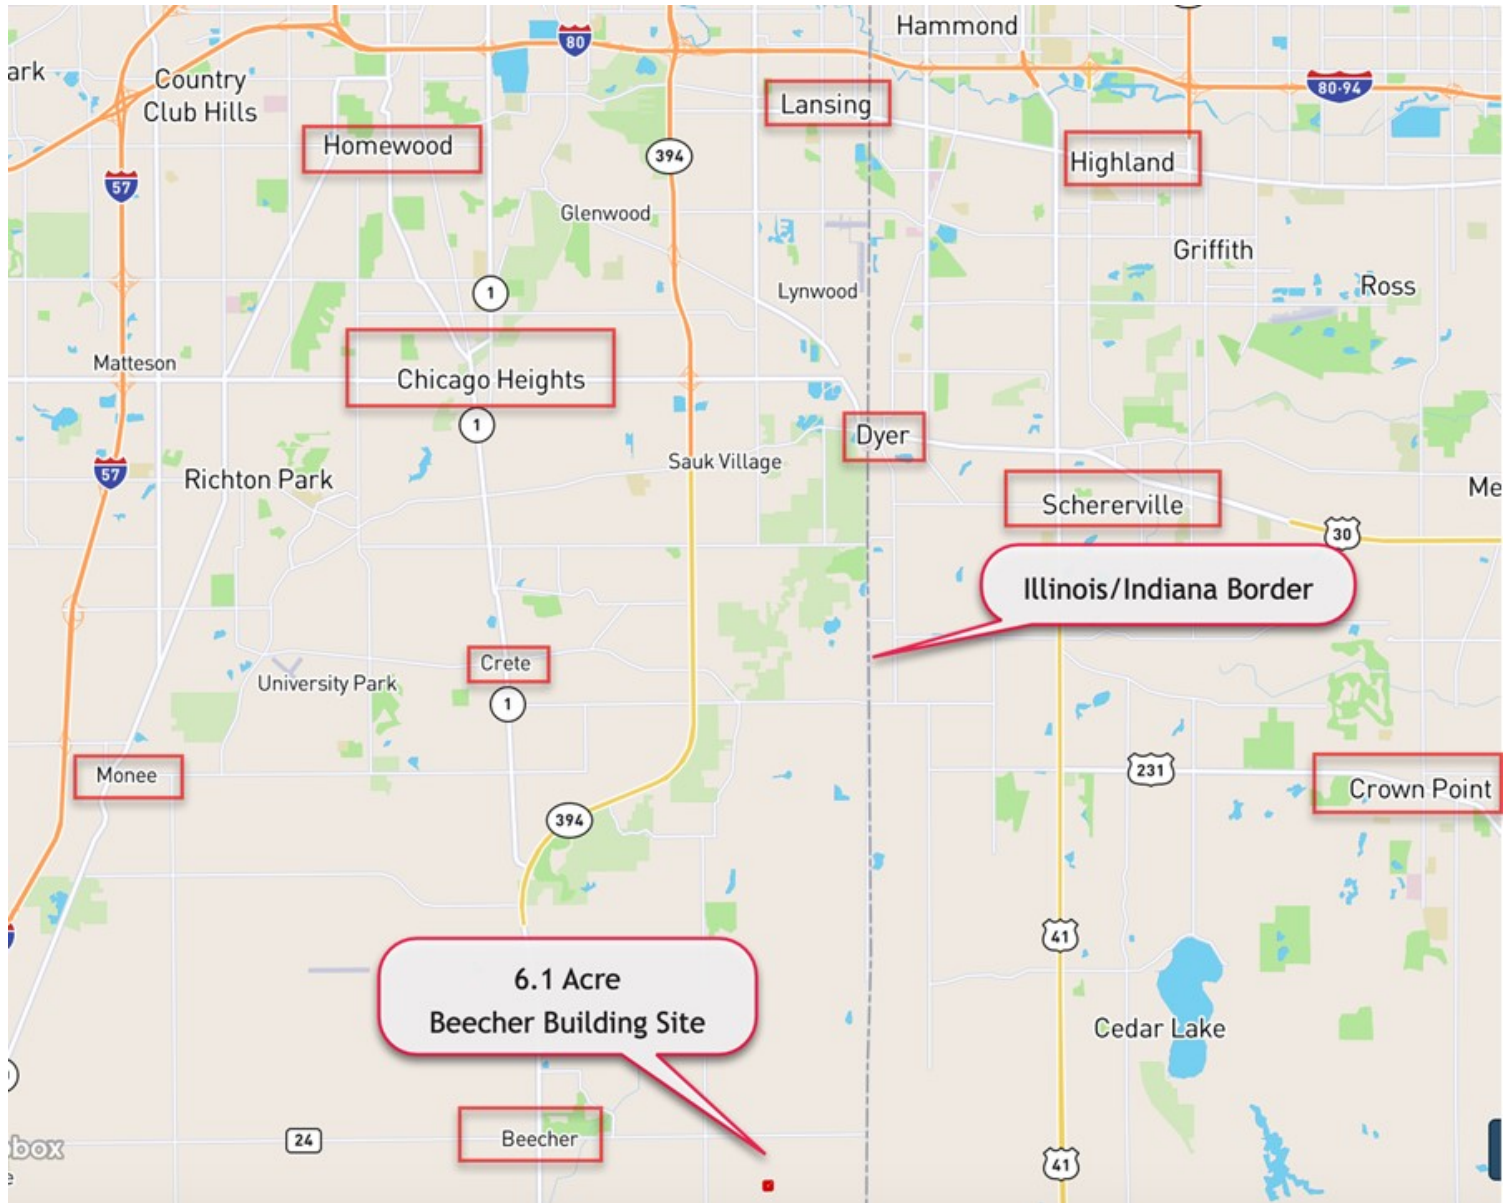 Hammond
80
ark
Country
Club Hills
80-94
Lansing
Homewood
394
Highland
57
Glenwood
Griffith
1
Lynwood
Ross
Matteson
Chicago Heights
1
Dyer
Sauk Village
57
Richton Park
Me
Schererville
30
Illinois/Indiana Border
Crete
University Park
1
231
Monee
Crown Point
394
41
6.1 Acre
Beecher Building Site
Cedar Lake
24
Beecher
box
41
e